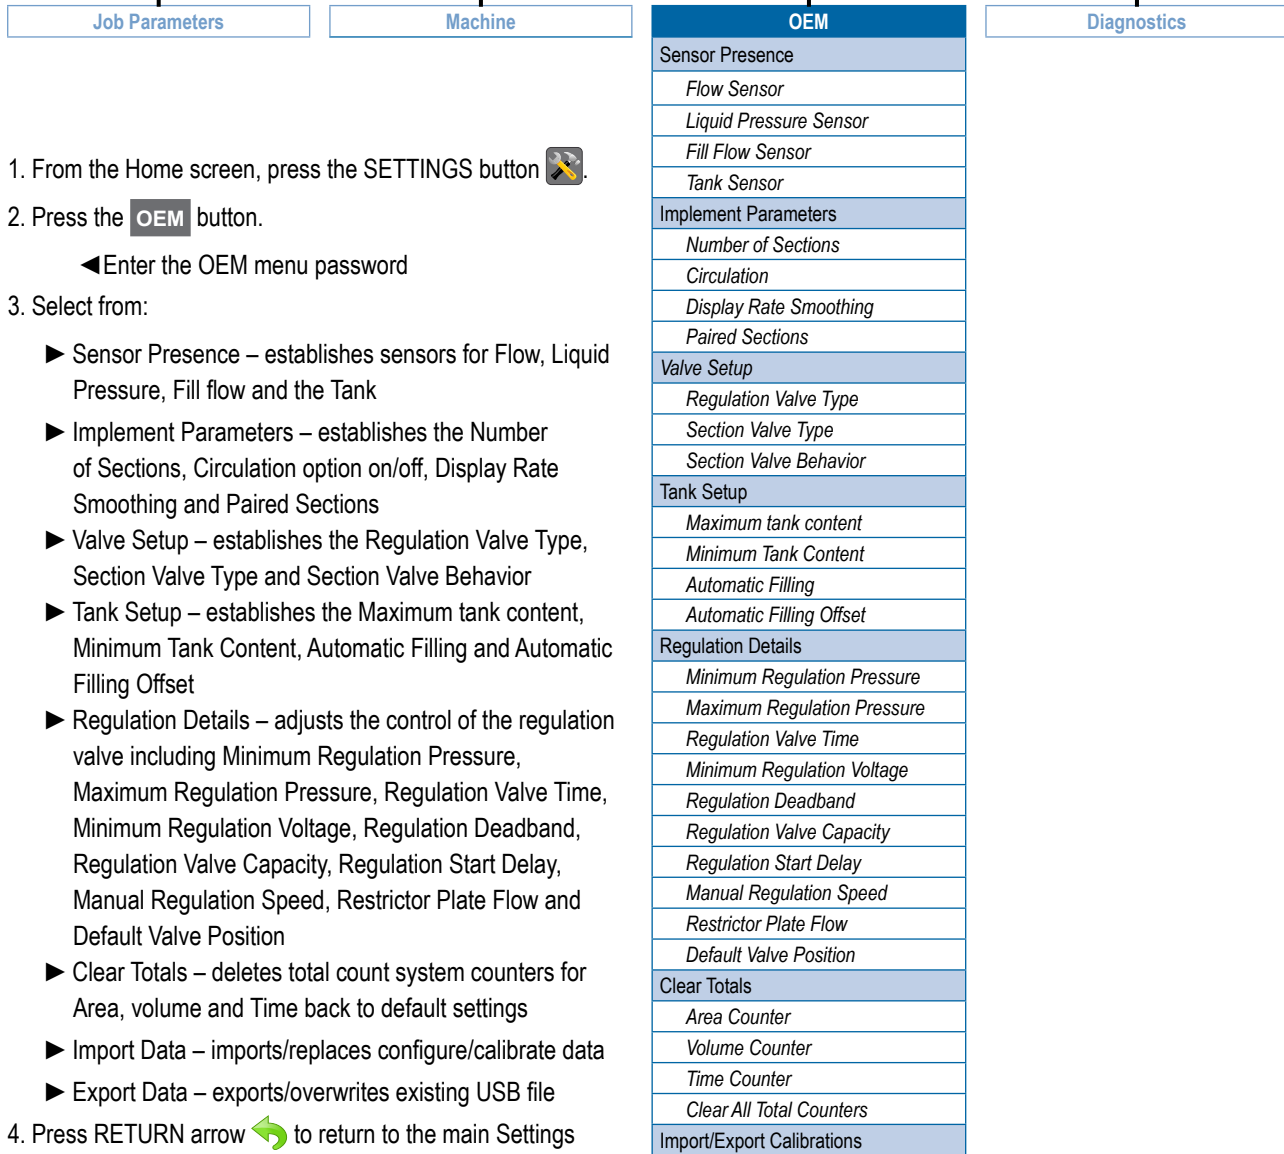 Job Parameters
Machine
OEM
Diagnostics
1. From the Home screen, press the SETTINGS button .
2. Press the OEM button.
◄Enter the OEM menu password
3. Select from:
► Sensor Presence – establishes sensors for Flow, Liquid
Pressure, Fill flow and the Tank
► Implement Parameters – establishes the Number
of Sections, Circulation option on/off, Display Rate
Smoothing and Paired Sections
► Valve Setup – establishes the Regulation Valve Type,
Section Valve Type and Section Valve Behavior
► Tank Setup – establishes the Maximum tank content,
Minimum Tank Content, Automatic Filling and Automatic
Filling Offset
► Regulation Details – adjusts the control of the regulation
valve including Minimum Regulation Pressure,
Maximum Regulation Pressure, Regulation Valve Time,
Minimum Regulation Voltage, Regulation Deadband,
Regulation Valve Capacity, Regulation Start Delay,
Manual Regulation Speed, Restrictor Plate Flow and
Default Valve Position
► Clear Totals – deletes total count system counters for
Area, volume and Time back to default settings
► Import Data – imports/replaces configure/calibrate data
► Export Data – exports/overwrites existing USB file
4. Press RETURN arrow to return to the main Settings
Sensor Presence
Flow Sensor
Liquid Pressure Sensor
Fill Flow Sensor
Tank Sensor
Implement Parameters
Number of Sections
Circulation
Display Rate Smoothing
Paired Sections
Valve Setup
Regulation Valve Type
Section Valve Type
Section Valve Behavior
Tank Setup
Maximum tank content
Minimum Tank Content
Automatic Filling
Automatic Filling Offset
Regulation Details
Minimum Regulation Pressure
Maximum Regulation Pressure
Regulation Valve Time
Minimum Regulation Voltage
Regulation Deadband
Regulation Valve Capacity
Regulation Start Delay
Manual Regulation Speed
Restrictor Plate Flow
Default Valve Position
Clear Totals
Area Counter
Volume Counter
Time Counter
Clear All Total Counters
Import/Export Calibrations